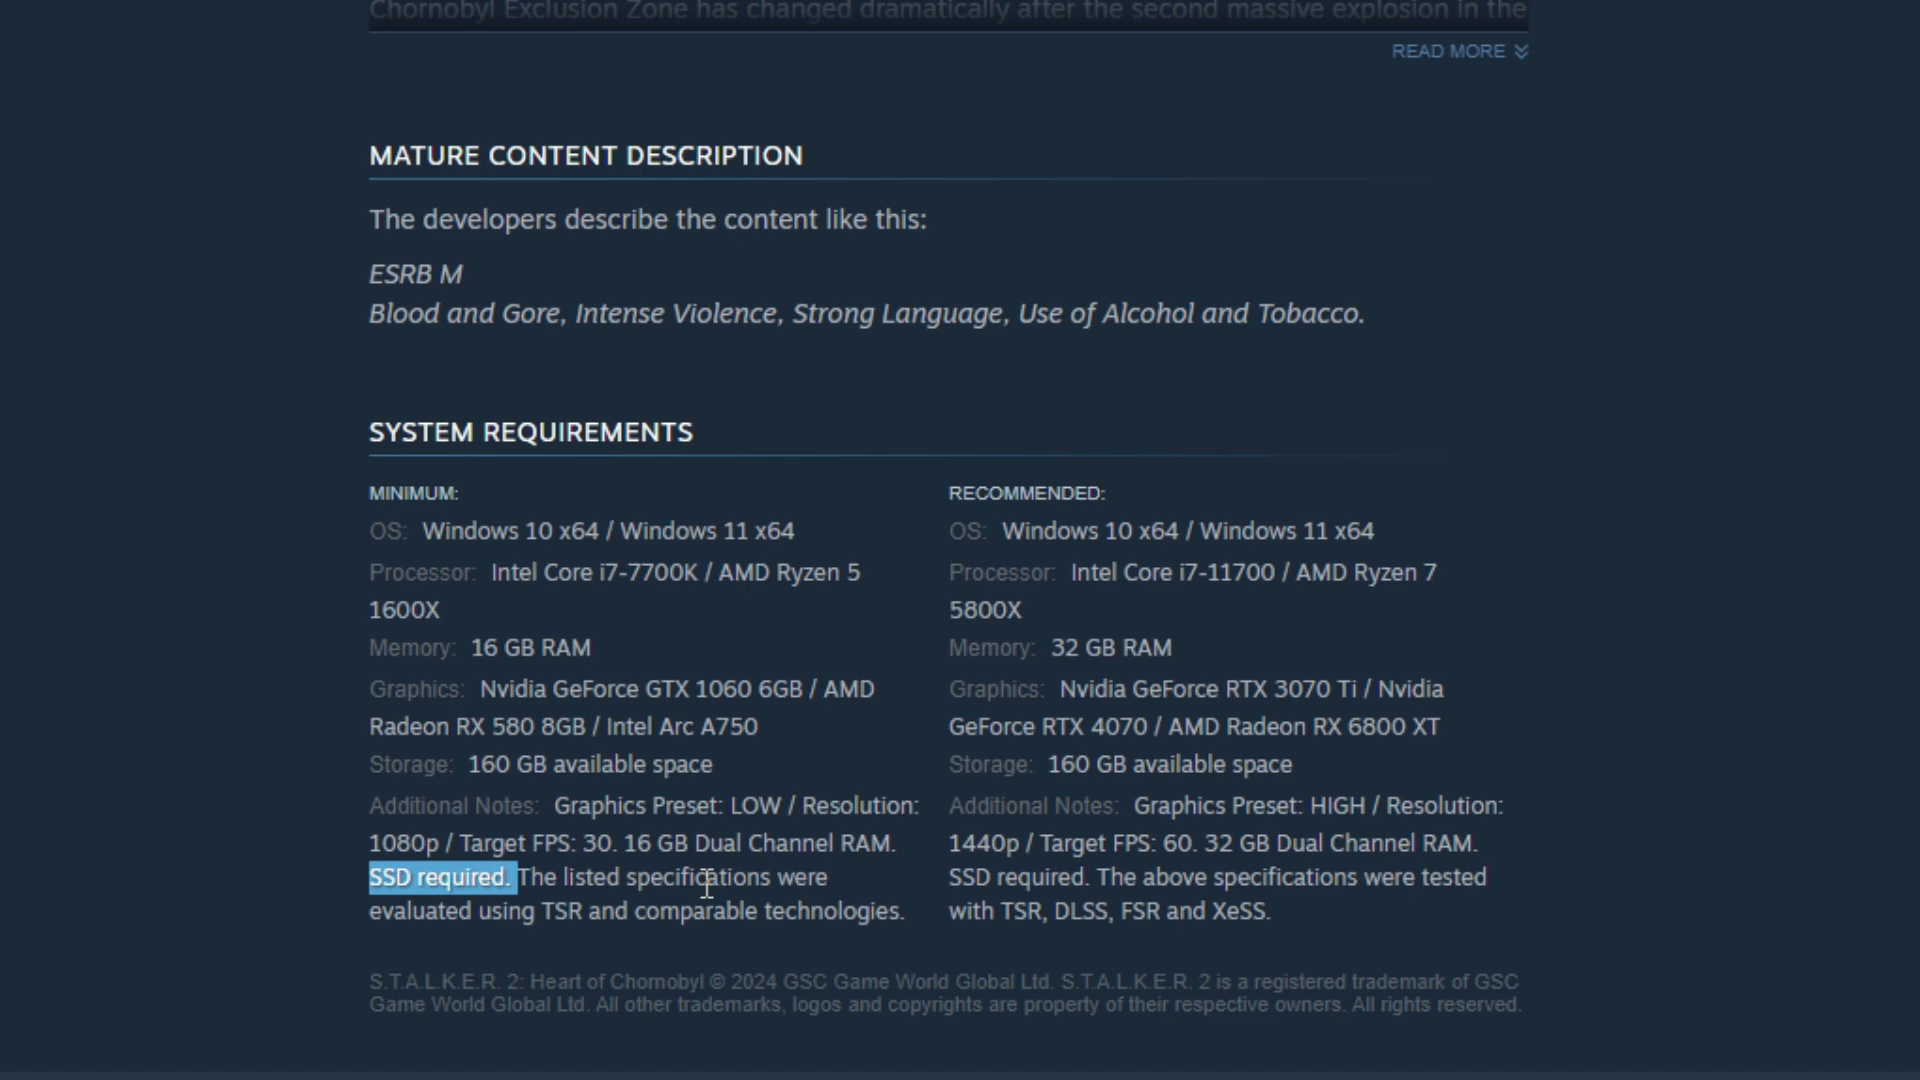 Chornobyl Exclusion Zone has changed dramatically after the second massive explosion in the
READ MORE
MATURE CONTENT DESCRIPTION
The developers describe the content like this:
ESRB M
Blood and Gore, Intense Violence, Strong Language, Use of Alcohol and Tobacco.
SYSTEM REQUIREMENTS
MINIMUM:
OS: Windows 10 x64 / Windows 11 x64
Processor: Intel Core i7-7700K / AMD Ryzen 5
1600X
Memory: 16 GB RAM
Graphics: Nvidia GeForce GTX 1060 6GB / AMD
Radeon RX 580 8GB / Intel Arc A750
Storage: 160 GB available space
Additional Notes: Graphics Preset: LOW / Resolution:
1080p / Target FPS: 30. 16 GB Dual Channel RAM.
SSD required. The listed specifications were
evaluated using TSR and comparable technologies.
RECOMMENDED:
OS: Windows 10 x64 / Windows 11 x64
Processor: Intel Core i7-11700 / AMD Ryzen 7
5800X
Memory: 32 GB RAM
Graphics: Nvidia GeForce RTX 3070 Ti / Nvidia
GeForce RTX 4070 / AMD Radeon RX 6800 XT
Storage: 160 GB available space
Additional Notes: Graphics Preset: HIGH / Resolution:
1440p / Target FPS: 60. 32 GB Dual Channel RAM.
SSD required. The above specifications were tested
with TSR, DLSS, FSR and XeSS.
S.T.A.L.K.E.R. 2: Heart of Chornobyl © 2024 GSC Game World Global Ltd. S.T.A.L.K.E.R. 2 is a registered trademark of GSC
Game World Global Ltd. All other trademarks, logos and copyrights are property of their respective owners. All rights reserved.